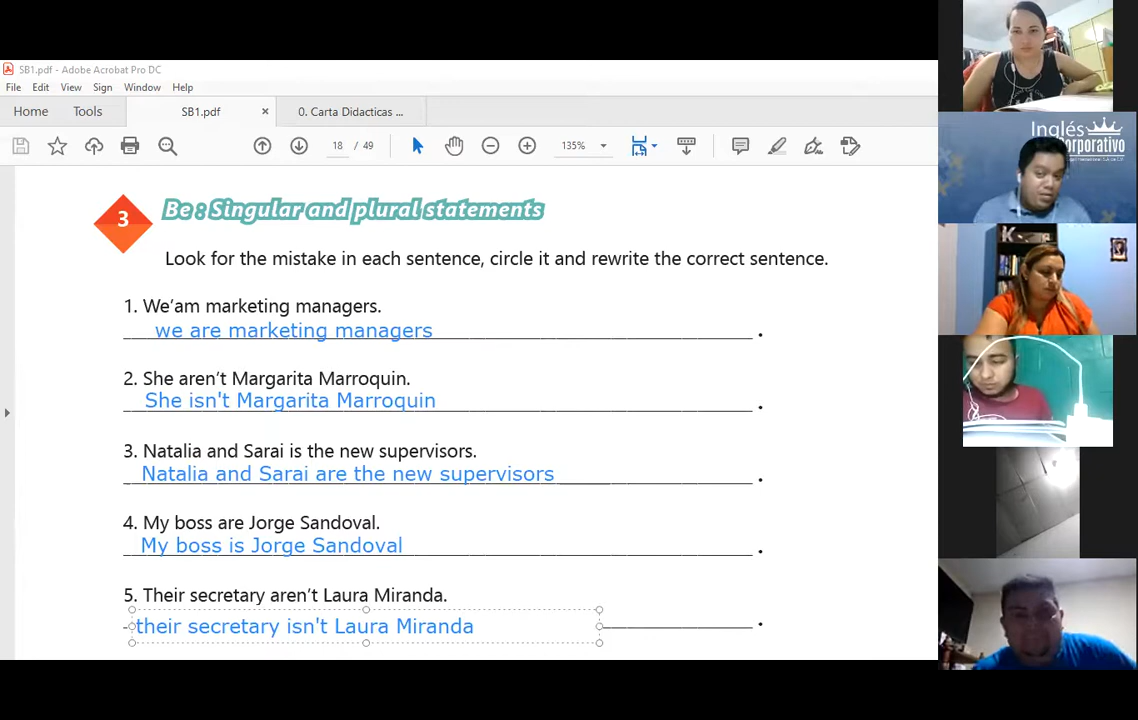 SB1.pdf - Adobe Acrobat Pro DC
File Edit View Sign Window Help
Home Tools SB1.pdf × 0. Carta Didacticas ...
18 / 49 135%
3 Be : Singular and plural statements
Look for the mistake in each sentence, circle it and rewrite the correct sentence.
1. We'am marketing managers.
we are marketing managers .
2. She aren't Margarita Marroquin.
She isn't Margarita Marroquin .
3. Natalia and Sarai is the new supervisors.
Natalia and Sarai are the new supervisors .
4. My boss are Jorge Sandoval.
My boss is Jorge Sandoval .
5. Their secretary aren't Laura Miranda.
their secretary isn't Laura Miranda .
Inglés